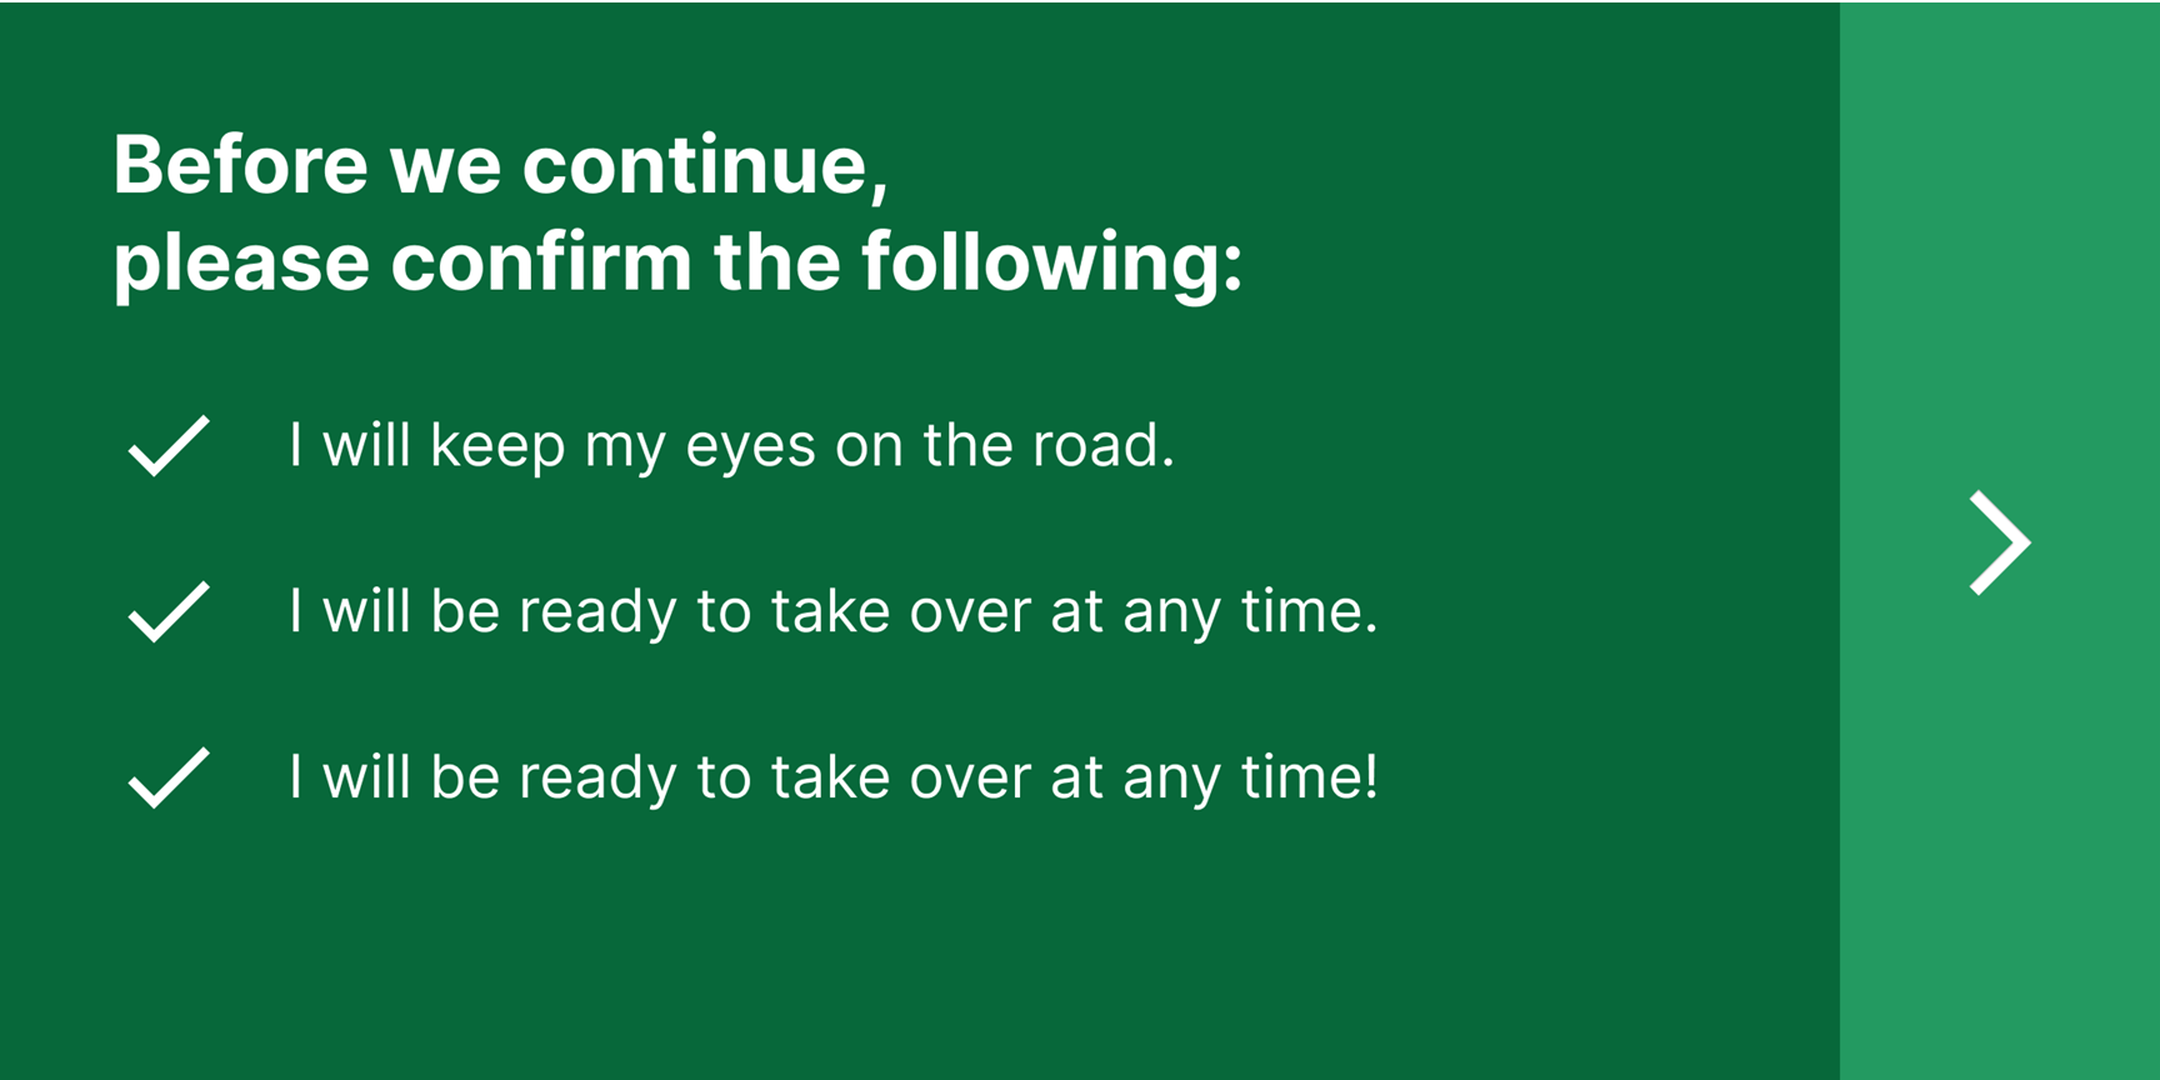 Before we continue,
please confirm the following:
I will keep my eyes on the road.
I will be ready to take over at any time.
I will be ready to take over at any time!